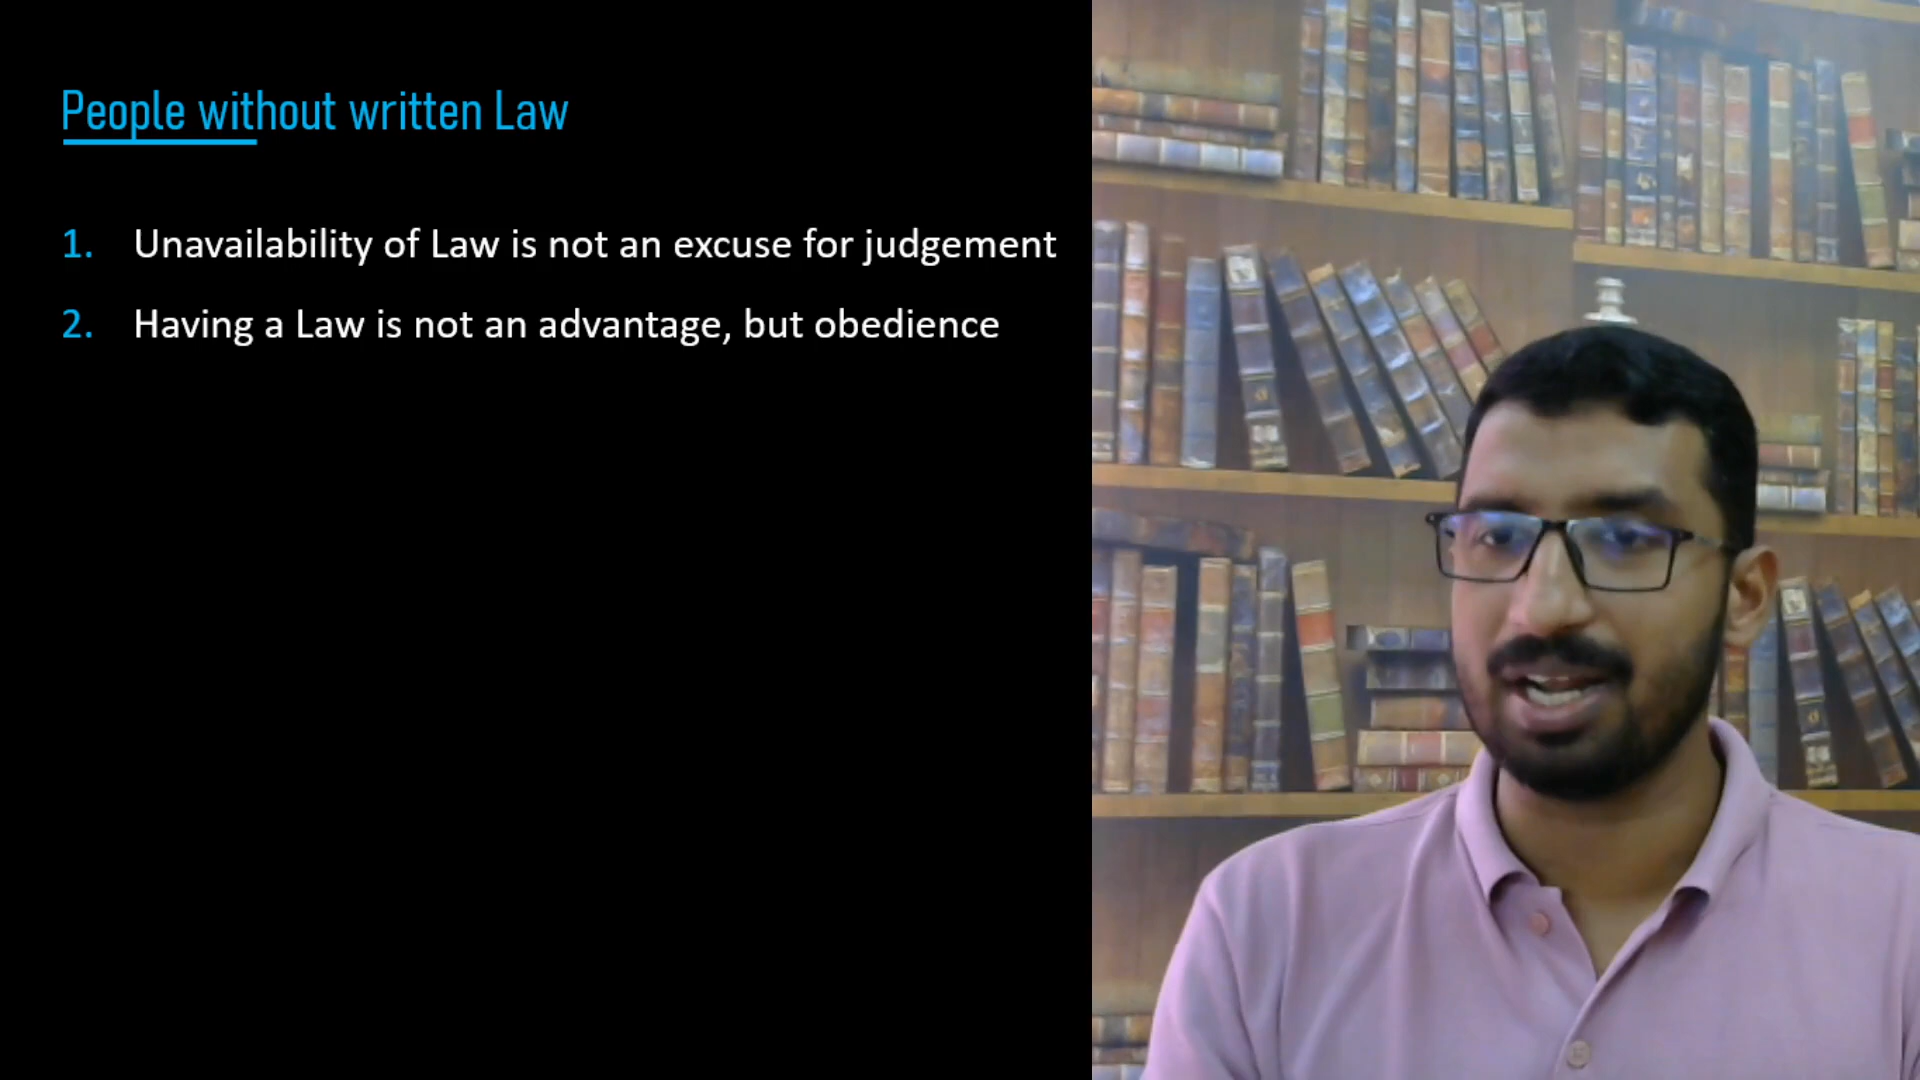 People without written Law
1. Unavailability of Law is not an excuse for judgement
2. Having a Law is not an advantage, but obedience